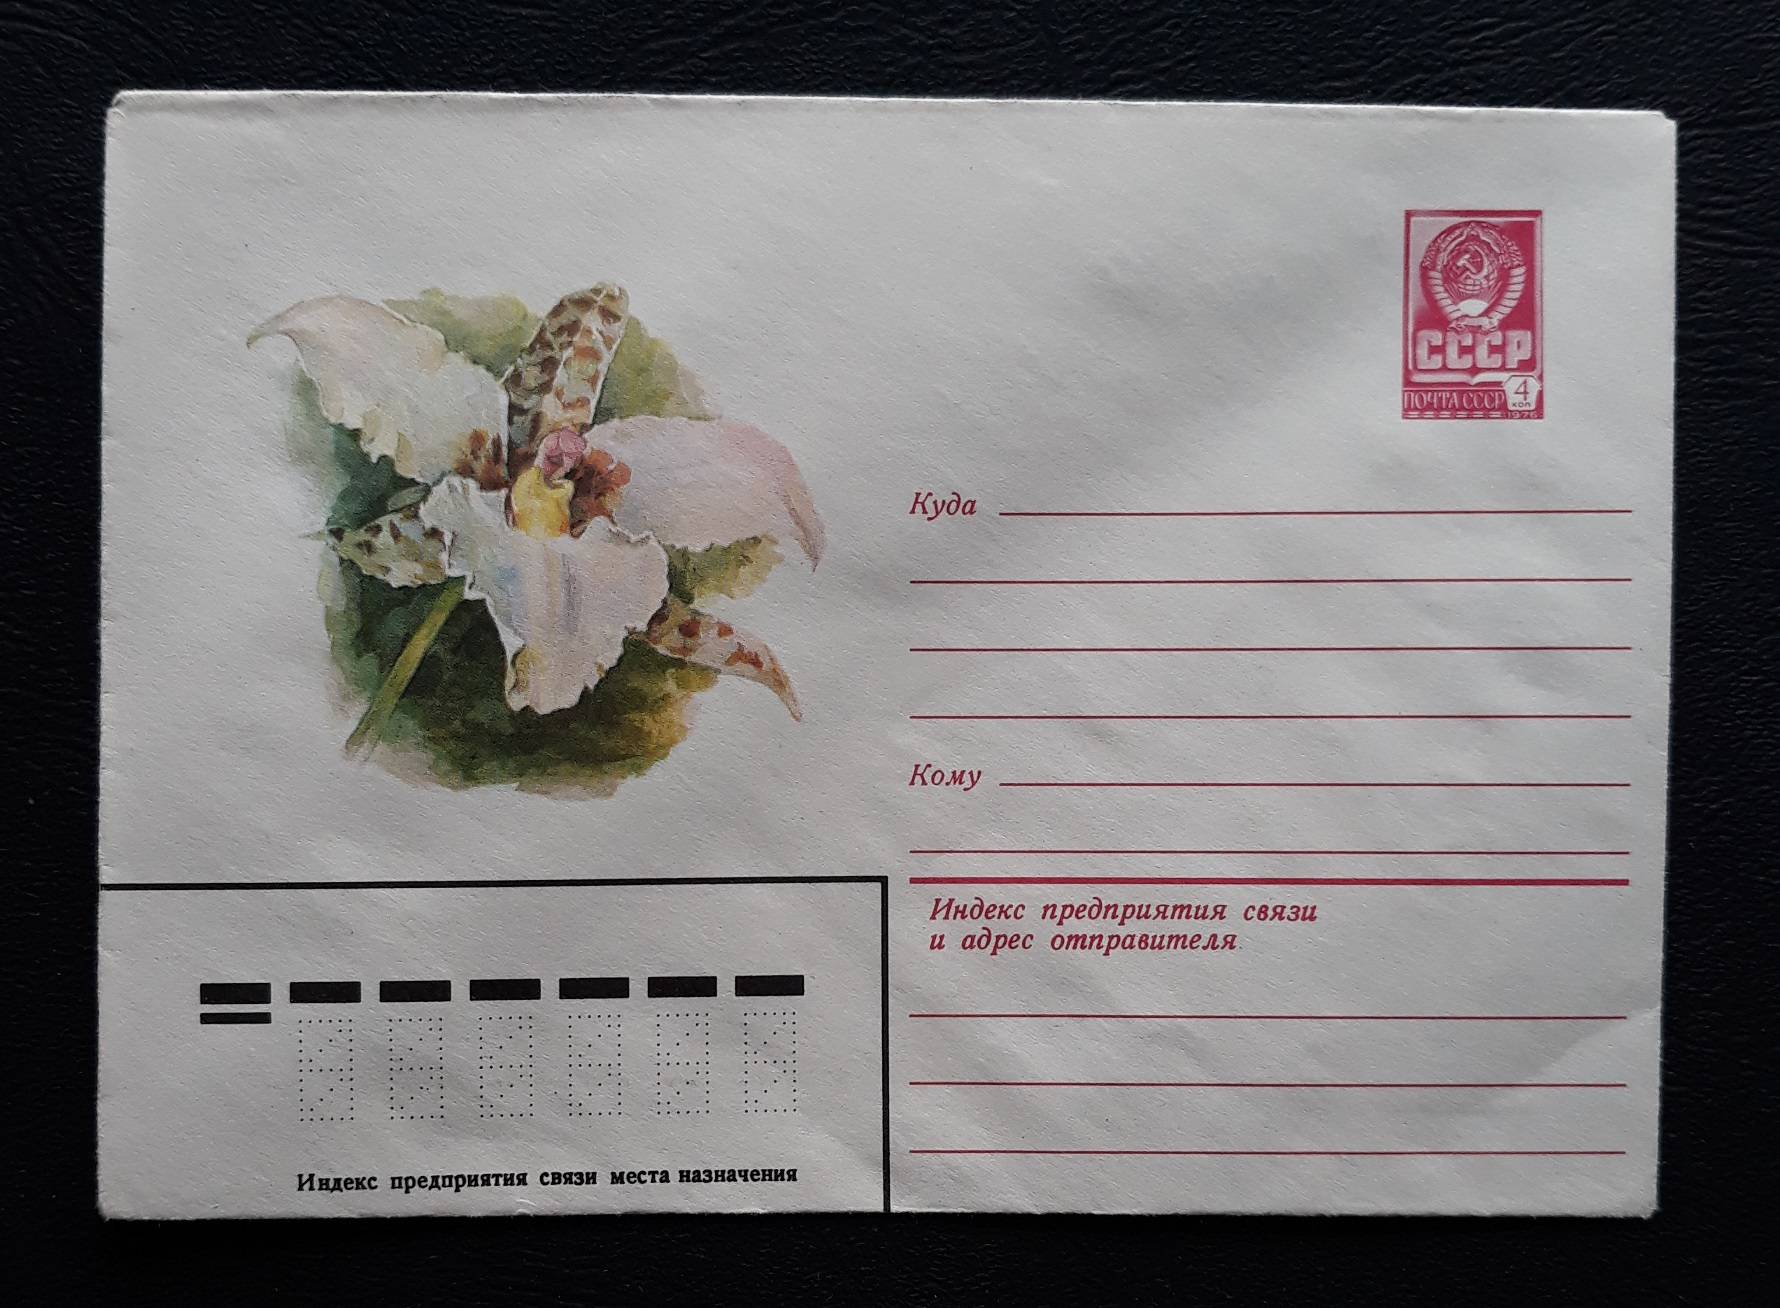 СССР
ПОЧТА СССР 4 коп
1976
Куда
Кому
Индекс предприятия связи
и адрес отправителя
Индекс предприятия связи места назначения